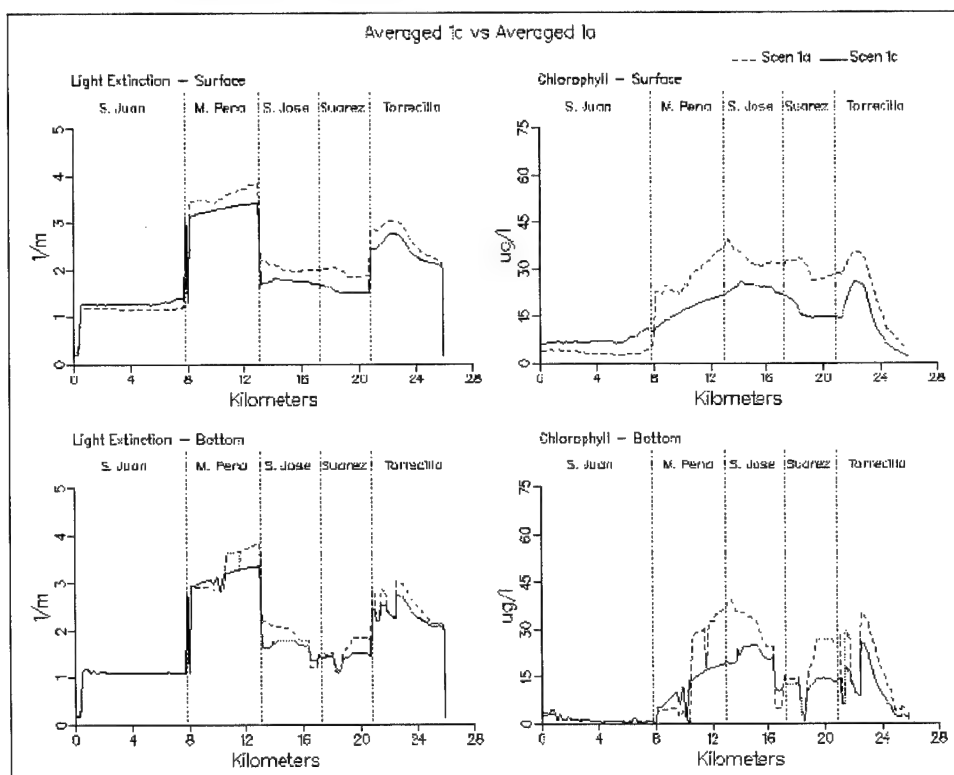 Averaged 1c vs Averaged 1a
Scen 1a Scen 1c
Light Extinction – Surface
S. Juan M. Pena S. Jose Suarez Torrecilla
5
4
3
2
1
0
1/m
0 4 8 12 16 20 24 28
Kilometers
Chlorophyll – Surface
S. Juan M. Pena S. Jose Suarez Torrecilla
75
60
45
30
15
0
ug/l
0 4 8 12 16 20 24 28
Kilometers
Light Extinction – Bottom
S. Juan M. Pena S. Jose Suarez Torrecilla
5
4
3
2
1
0
1/m
0 4 8 12 16 20 24 28
Kilometers
Chlorophyll – Bottom
S. Juan M. Pena S. Jose Suarez Torrecilla
75
60
45
30
15
0
ug/l
0 4 8 12 16 20 24 28
Kilometers